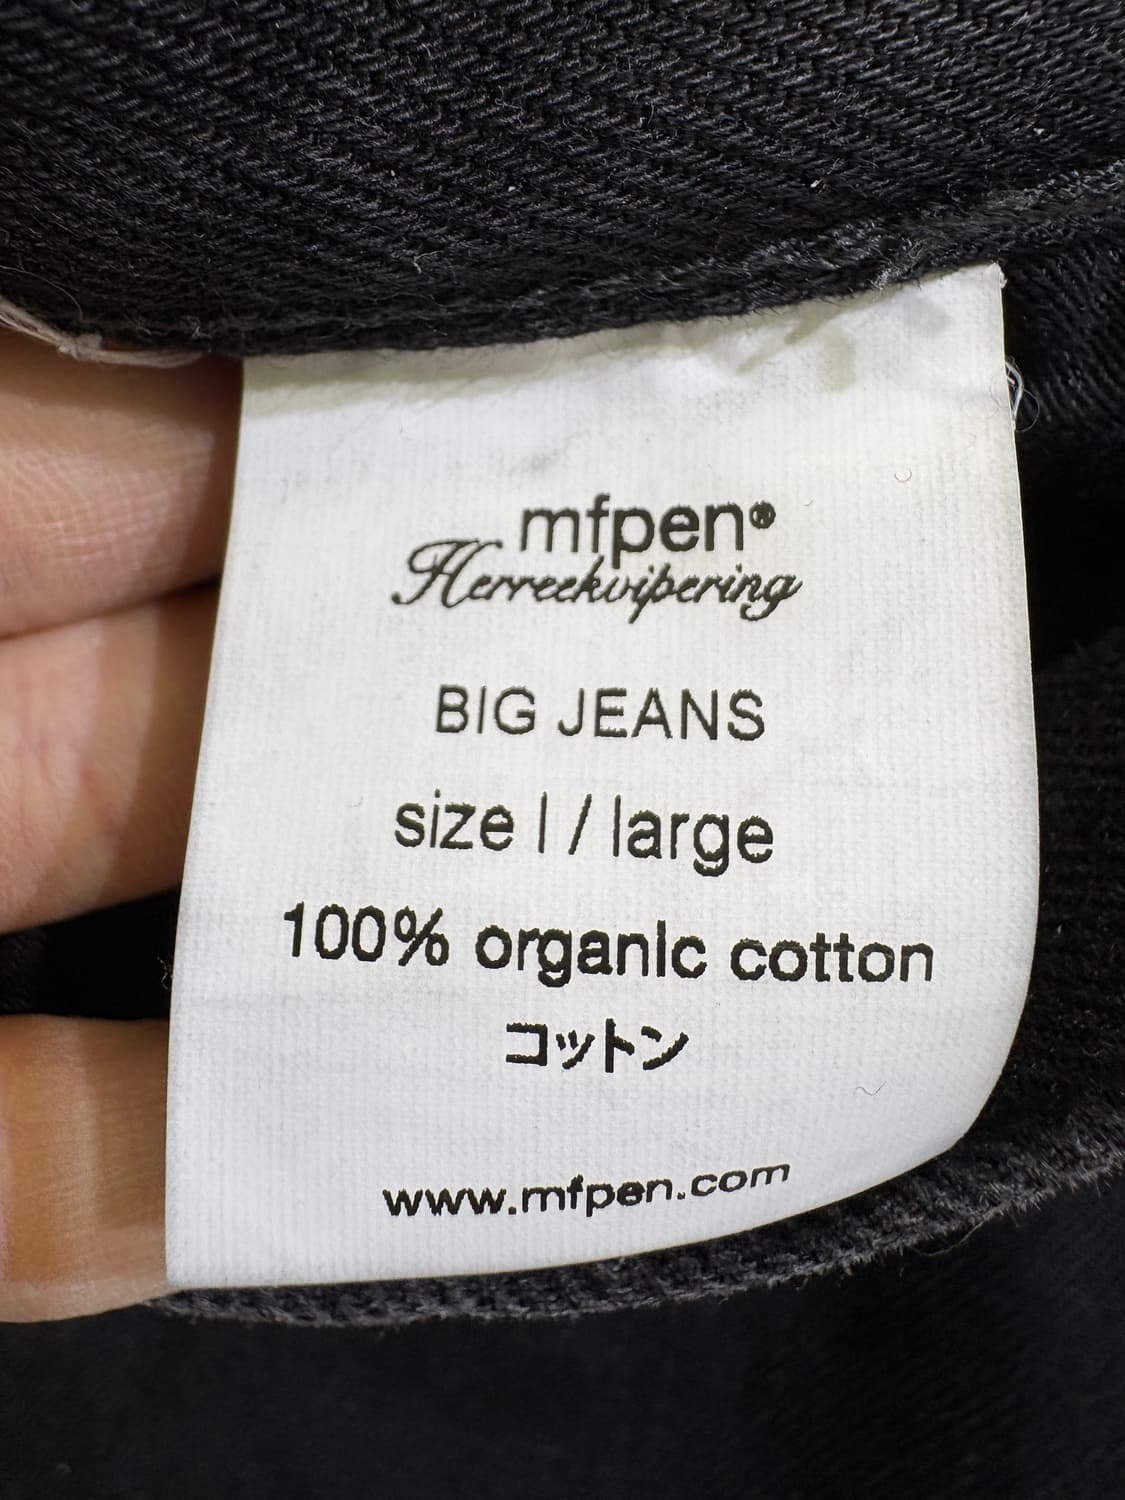 mfpen®
Herreekvipering
BIG JEANS
size l / large
100% organic cotton
コットン
www.mfpen.com